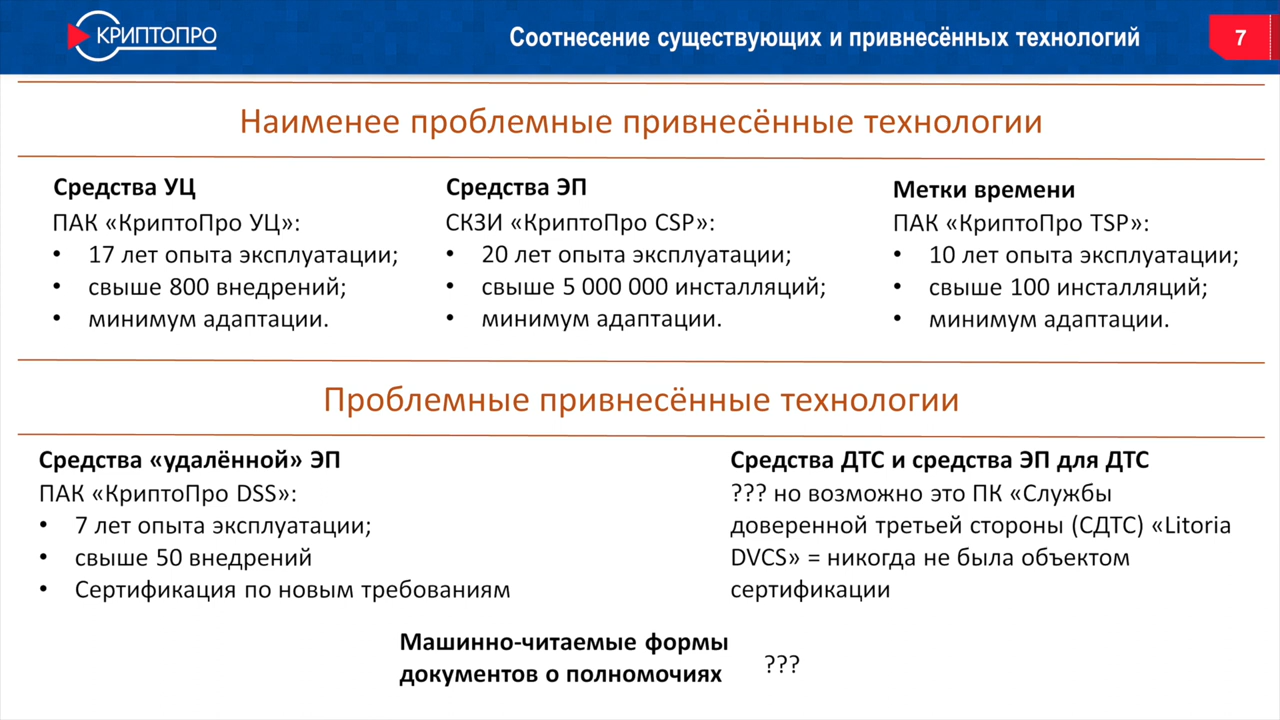 КРИПТОПРО
Соотнесение существующих и привнесённых технологий
7
Наименее проблемные привнесённые технологии
Средства УЦ
ПАК «КриптоПро УЦ»:
• 17 лет опыта эксплуатации;
• свыше 800 внедрений;
• минимум адаптации.
Средства ЭП
СКЗИ «КриптоПро CSP»:
• 20 лет опыта эксплуатации;
• свыше 5 000 000 инсталляций;
• минимум адаптации.
Метки времени
ПАК «КриптоПро TSP»:
• 10 лет опыта эксплуатации;
• свыше 100 инсталляций;
• минимум адаптации.
Проблемные привнесённые технологии
Средства «удалённой» ЭП
ПАК «КриптоПро DSS»:
• 7 лет опыта эксплуатации;
• свыше 50 внедрений
• Сертификация по новым требованиям
Средства ДТС и средства ЭП для ДТС
??? но возможно это ПК «Службы
доверенной третьей стороны (СДТС) «Litoria
DVCS» = никогда не была объектом
сертификации
Машинно-читаемые формы
документов о полномочиях
???